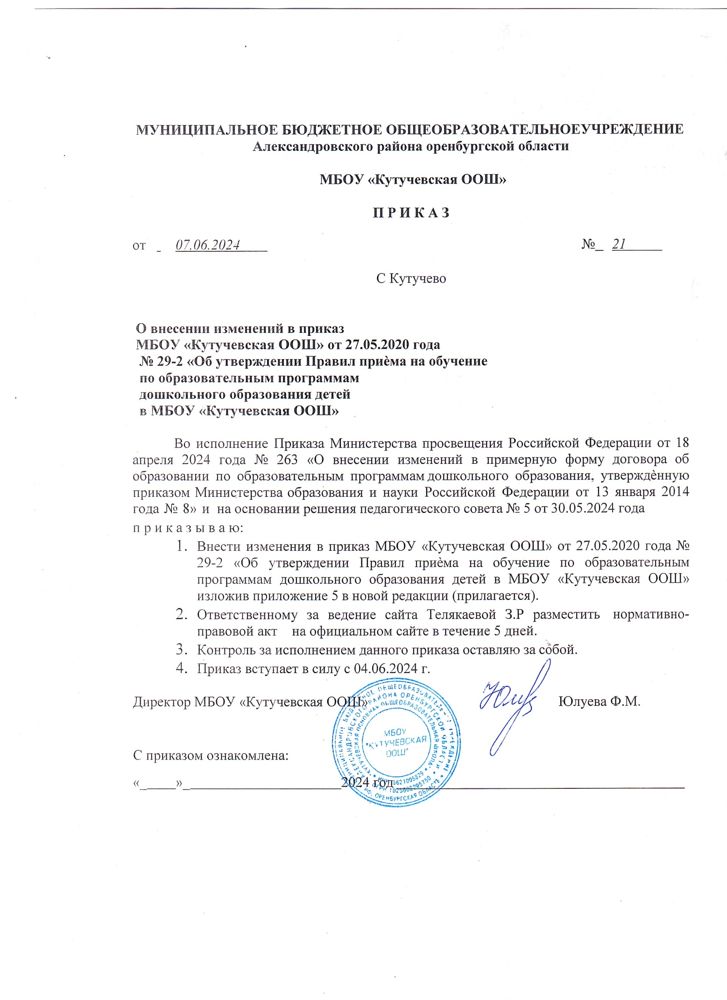 МУНИЦИПАЛЬНОЕ БЮДЖЕТНОЕ ОБЩЕОБРАЗОВАТЕЛЬНОЕУЧРЕЖДЕНИЕ
Александровского района оренбургской области
МБОУ «Кутучевская ООШ»
П Р И К А З
от _ 07.06.2024____ №_ 21_____
С Кутучево
О внесении изменений в приказ
МБОУ «Кутучевская ООШ» от 27.05.2020 года
№ 29-2 «Об утверждении Правил приѐма на обучение
по образовательным программам
дошкольного образования детей
в МБОУ «Кутучевская ООШ»
Во исполнение Приказа Министерства просвещения Российской Федерации от 18
апреля 2024 года № 263 «О внесении изменений в примерную форму договора об
образовании по образовательным программам дошкольного образования, утверждѐнную
приказом Министерства образования и науки Российской Федерации от 13 января 2014
года № 8» и на основании решения педагогического совета № 5 от 30.05.2024 года
п р и к а з ы в а ю:
1. Внести изменения в приказ МБОУ «Кутучевская ООШ» от 27.05.2020 года №
29-2 «Об утверждении Правил приѐма на обучение по образовательным
программам дошкольного образования детей в МБОУ «Кутучевская ООШ»
изложив приложение 5 в новой редакции (прилагается).
2. Ответственному за ведение сайта Телякаевой З.Р разместить нормативно-
правовой акт на официальном сайте в течение 5 дней.
3. Контроль за исполнением данного приказа оставляю за собой.
4. Приказ вступает в силу с 04.06.2024 г.
Директор МБОУ «Кутучевская ООШ» Юлуева Ф.М.
МУНИЦИПАЛЬНОЕ БЮДЖЕТНОЕ ОБЩЕОБРАЗОВАТЕЛЬНОЕ УЧРЕЖДЕНИЕ * РФ, ОРЕНБУРГСКАЯ ОБЛАСТЬ *
АЛЕКСАНДРОВСКОГО РАЙОНА ОРЕНБУРГСКОЙ ОБЛАСТИ * ОГРН
"КУТУЧЕВСКАЯ ОСНОВНАЯ ОБЩЕОБРАЗОВАТЕЛЬНАЯ ШКОЛА" * ИНН 5621005829 *
МБОУ
"КУТУЧЕВСКАЯ
ООШ"
С приказом ознакомлена:
«_____»______________________2024 год__________________________________________